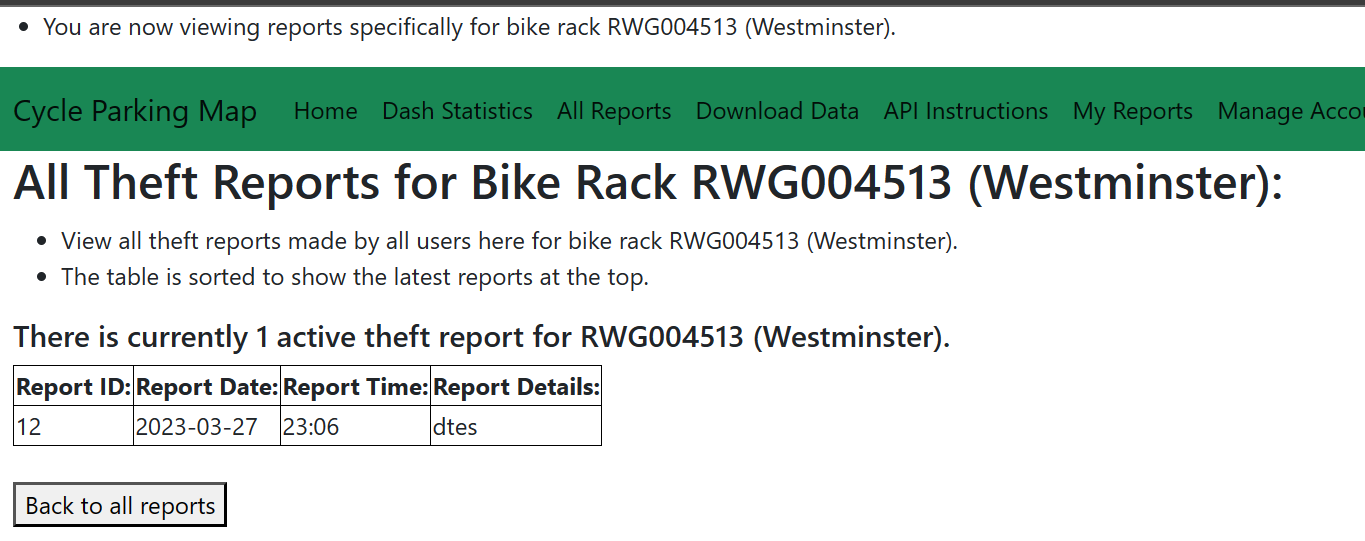 You are now viewing reports specifically for bike rack RWG004513 (Westminster).
Cycle Parking Map Home Dash Statistics All Reports Download Data API Instructions My Reports Manage
All Theft Reports for Bike Rack RWG004513 (Westminster):
View all theft reports made by all users here for bike rack RWG004513 (Westminster).
The table is sorted to show the latest reports at the top.
There is currently 1 active theft report for RWG004513 (Westminster).
Report ID: Report Date: Report Time: Report Details:
12 2023-03-27 23:06 dtes
Back to all reports